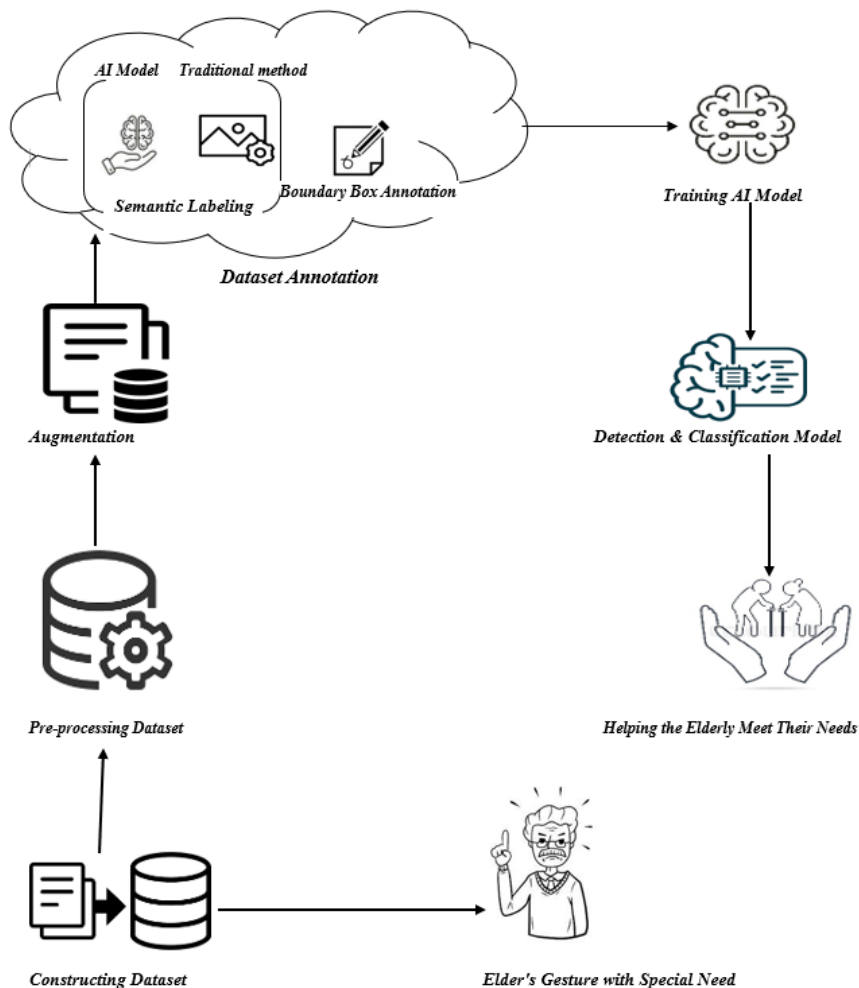 AI Model
Traditional method
Semantic Labeling
Boundary Box Annotation
Dataset Annotation
Training AI Model
Augmentation
Detection & Classification Model
Pre-processing Dataset
Helping the Elderly Meet Their Needs
Constructing Dataset
Elder's Gesture with Special Need